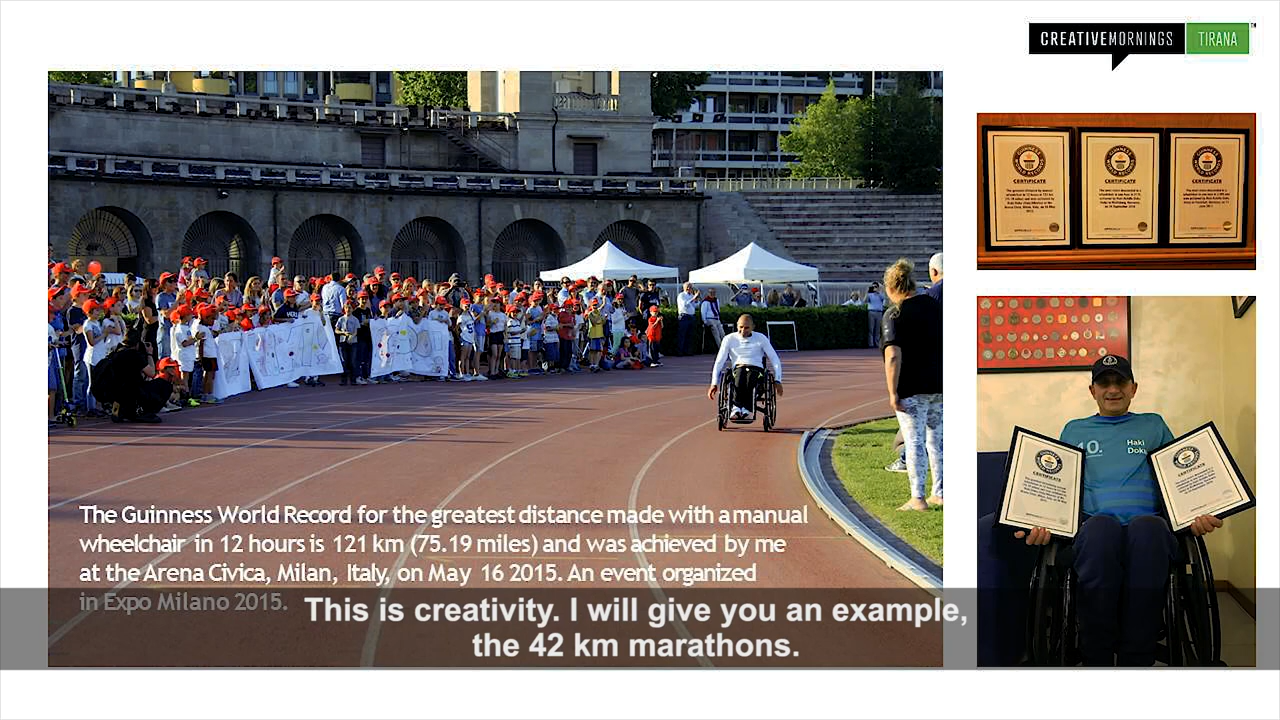 CREATIVEMORNINGS TIRANA
CERTIFICATE
CERTIFICATE
CERTIFICATE
Haki
Doku
CERTIFICATE
CERTIFICATE
The Guinness World Record for the greatest distance made with a manual
wheelchair in 12 hours is 121 km (75.19 miles) and was achieved by me
at the Arena Civica, Milan, Italy, on May 16 2015. An event organized
in Expo Milano 2015.
This is creativity. I will give you an example,
the 42 km marathons.